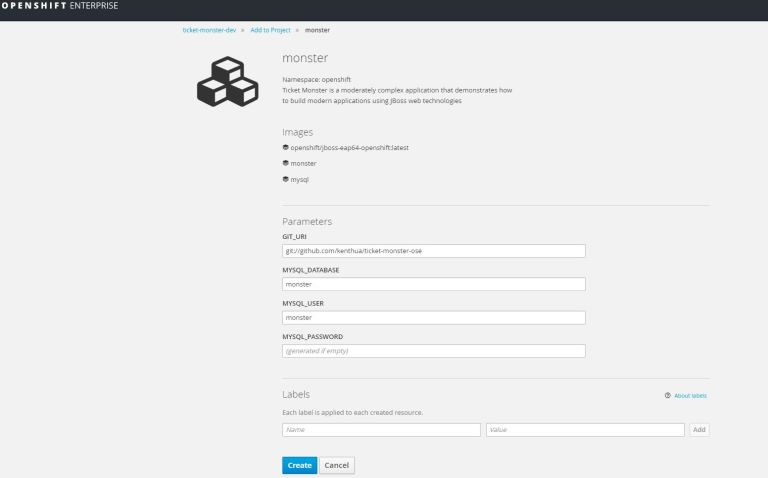 OPENSHIFT ENTERPRISE
ticket-monster-dev » Add to Project » monster
monster
Namespace: openshift
Ticket Monster is a moderately complex application that demonstrates how
to build modern applications using JBoss web technologies
Images
openshift/jboss-eap64-openshift:latest
monster
mysql
Parameters
GIT_URI
git://github.com/kenthua/ticket-monster-ose
MYSQL_DATABASE
monster
MYSQL_USER
monster
MYSQL_PASSWORD
(generated if empty)
Labels
About labels
Each label is applied to each created resource.
Name Value Add
Create Cancel